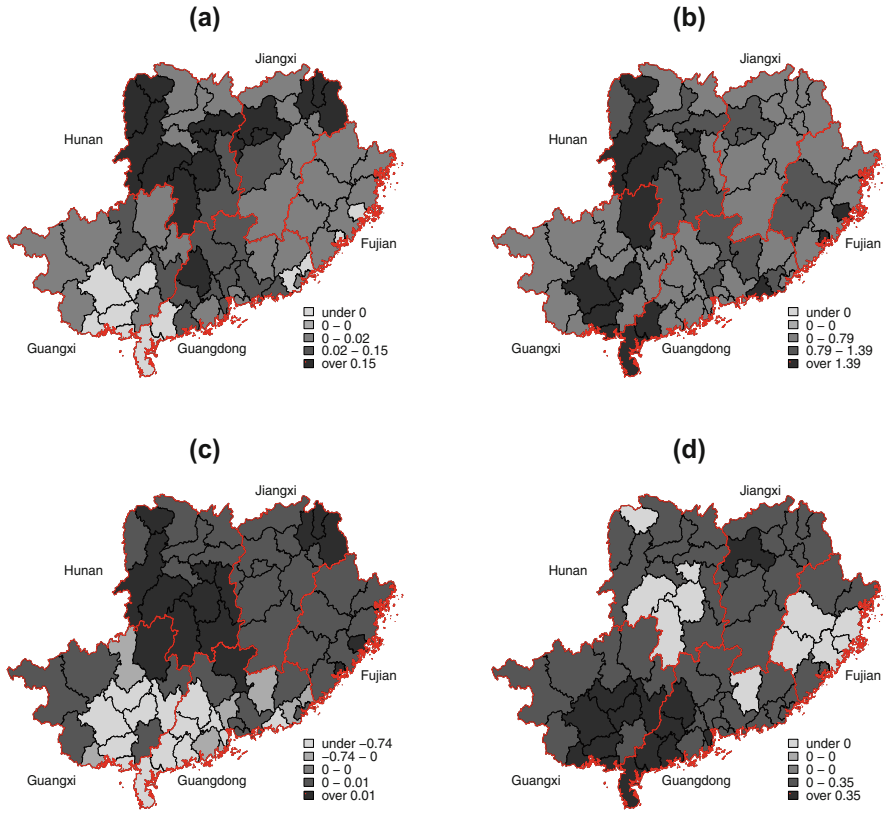 (a)
Jiangxi
Hunan
Fujian
Guangxi
Guangdong
under 0
0 − 0
0 − 0.02
0.02 − 0.15
over 0.15
(b)
Jiangxi
Hunan
Fujian
Guangxi
Guangdong
under 0
0 − 0
0 − 0.79
0.79 − 1.39
over 1.39
(c)
Jiangxi
Hunan
Fujian
Guangxi
Guangdong
under −0.74
−0.74 − 0
0 − 0
0 − 0.01
over 0.01
(d)
Jiangxi
Hunan
Fujian
Guangxi
Guangdong
under 0
0 − 0
0 − 0
0 − 0.35
over 0.35